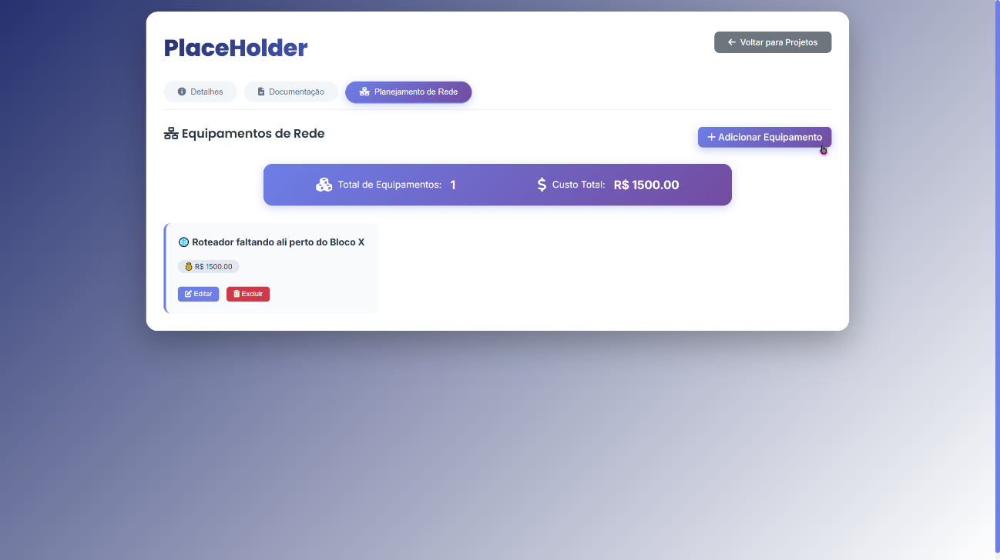 PlaceHolder
Voltar para Projetos
Detalhes
Documentação
Planejamento de Rede
Equipamentos de Rede
Adicionar Equipamento
Total de Equipamentos: 1
Custo Total: R$ 1500.00
Roteador faltando ali perto do Bloco X
R$ 1500.00
Editar
Excluir